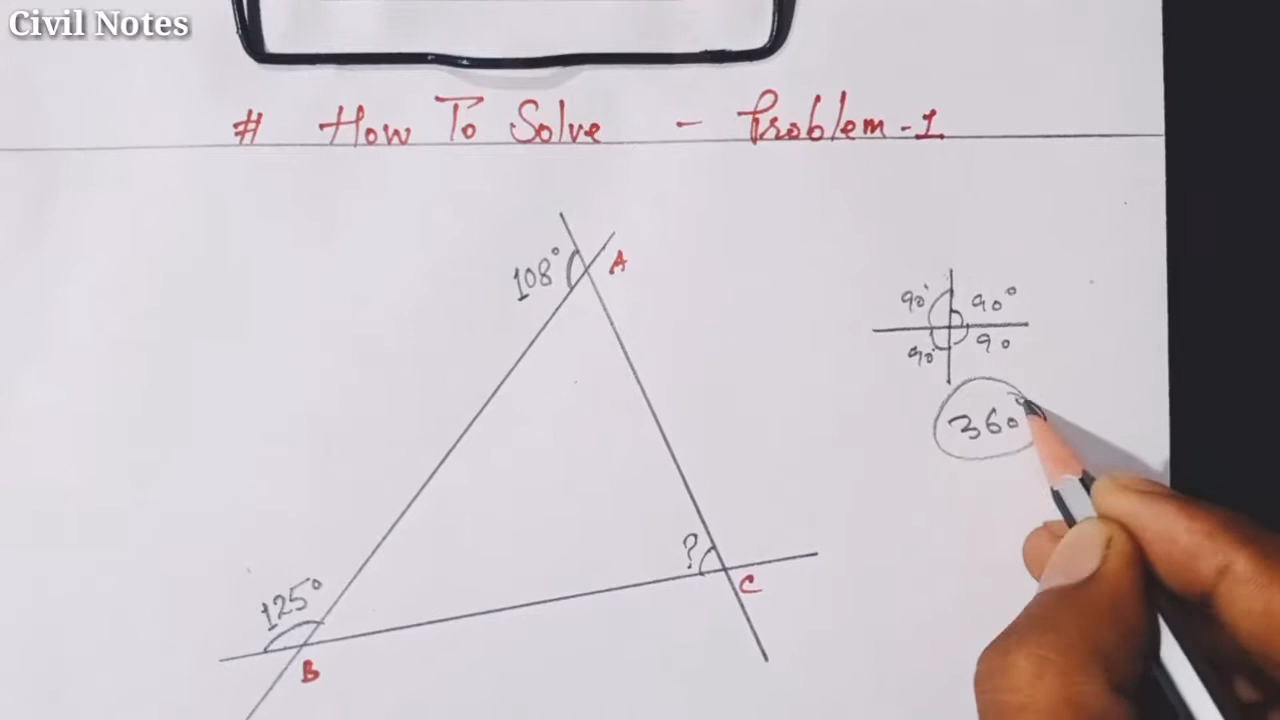 Civil Notes
# How To Solve - Problem-1
108° A
90° 90°
90° 90
360°
? C
125°
B